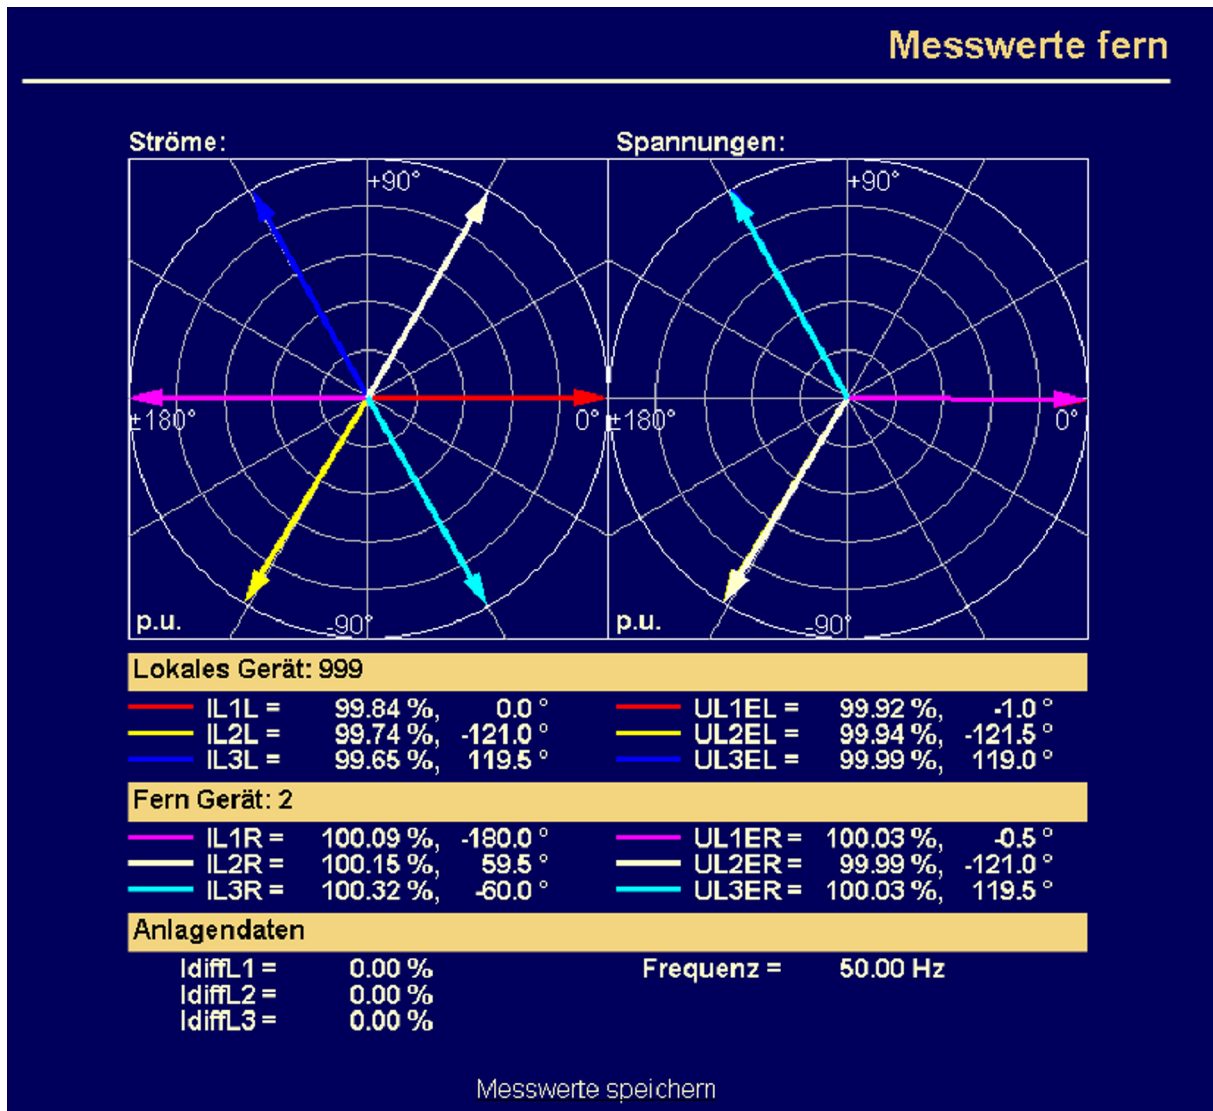 Messwerte fern
Ströme: Spannungen:
+90° +90°
±180° 0° ±180° 0°
p.u. -90° p.u. -90°
Lokales Gerät: 999
IL1L = 99.84 %, 0.0 ° UL1EL = 99.92 %, -1.0 °
IL2L = 99.74 %, -121.0 ° UL2EL = 99.94 %, -121.5 °
IL3L = 99.65 %, 119.5 ° UL3EL = 99.99 %, 119.0 °
Fern Gerät: 2
IL1R = 100.09 %, -180.0 ° UL1ER = 100.03 %, -0.5 °
IL2R = 100.15 %, 59.5 ° UL2ER = 99.99 %, -121.0 °
IL3R = 100.32 %, -60.0 ° UL3ER = 100.03 %, 119.5 °
Anlagendaten
IdiffL1 = 0.00 % Frequenz = 50.00 Hz
IdiffL2 = 0.00 %
IdiffL3 = 0.00 %
Messwerte speichern